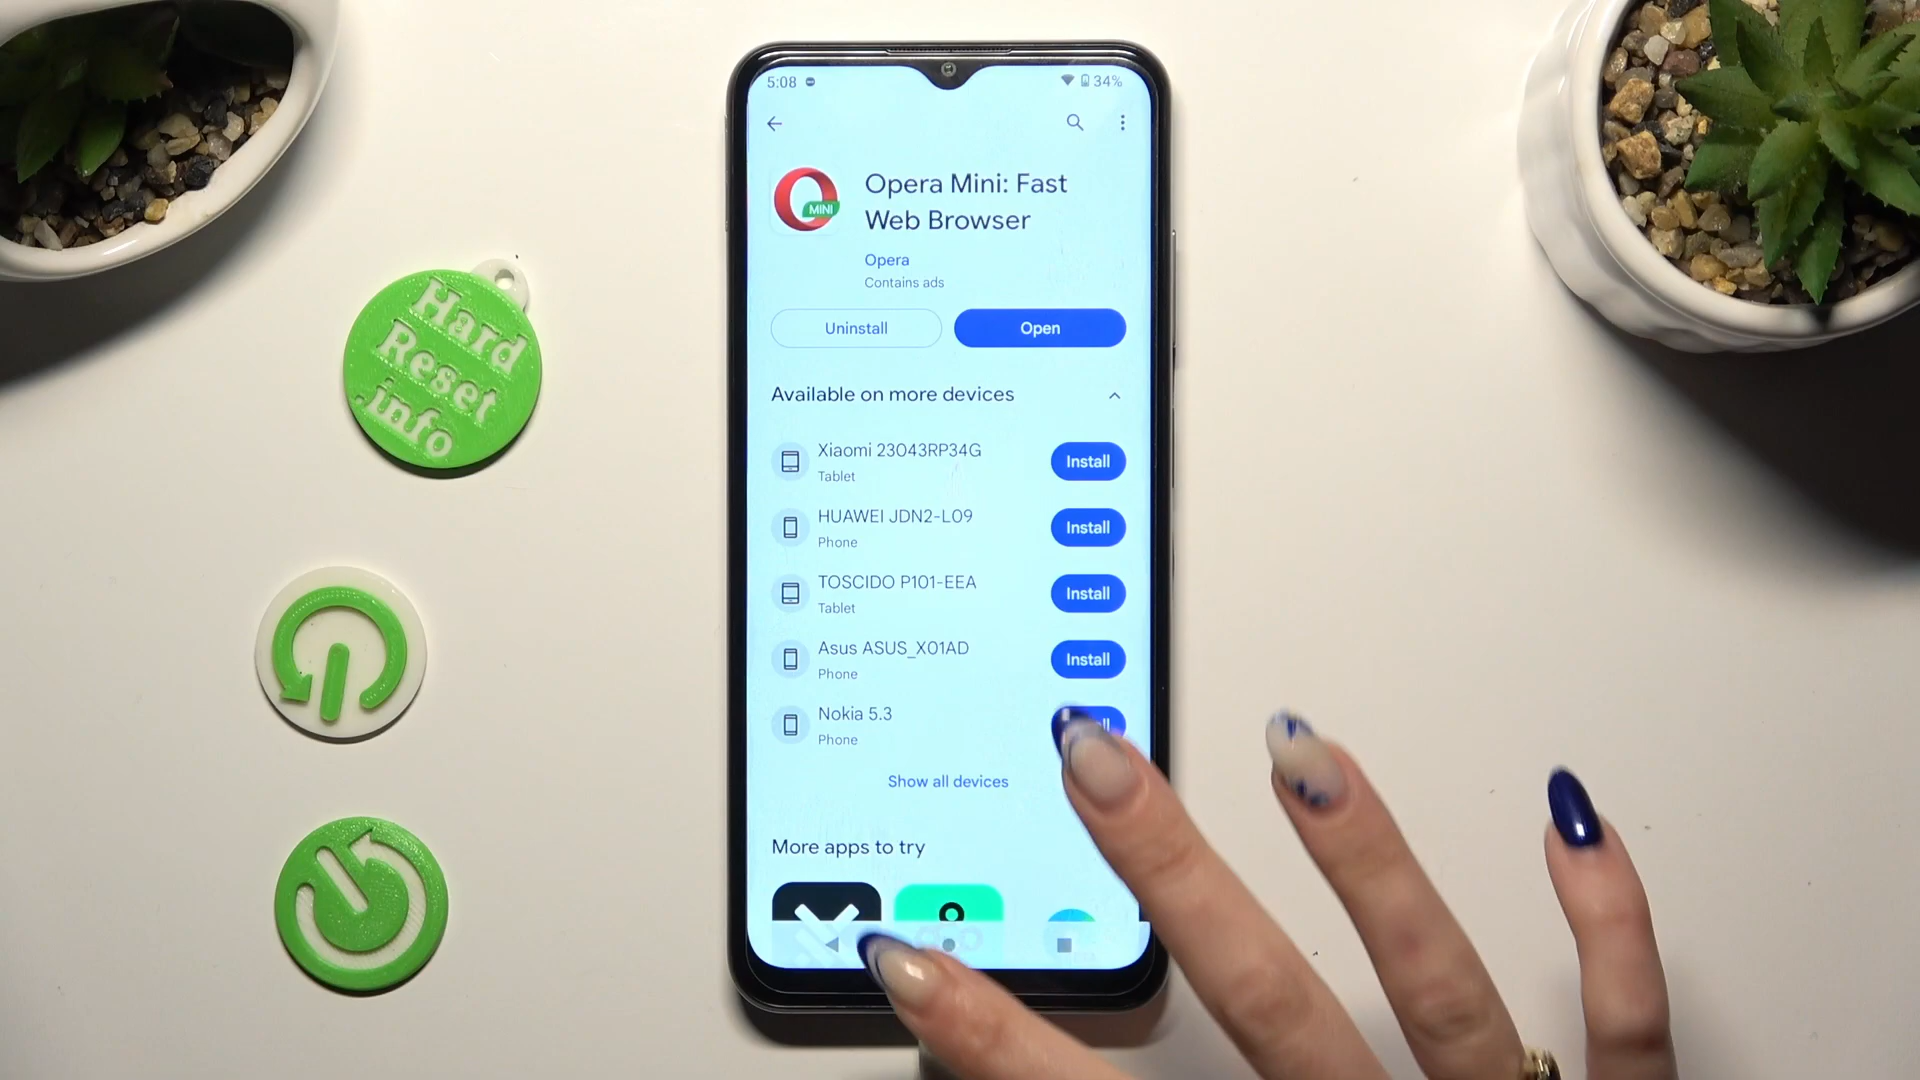 5:08
34%
Opera Mini: Fast
Web Browser
MINI
Opera
Contains ads
Uninstall
Open
Available on more devices
Xiaomi 23043RP34G
Tablet
Install
HUAWEI JDN2-L09
Phone
Install
TOSCIDO P101-EEA
Tablet
Install
Asus ASUS_X01AD
Phone
Install
Nokia 5.3
Phone
Show all devices
More apps to try
Hard
Reset
.info